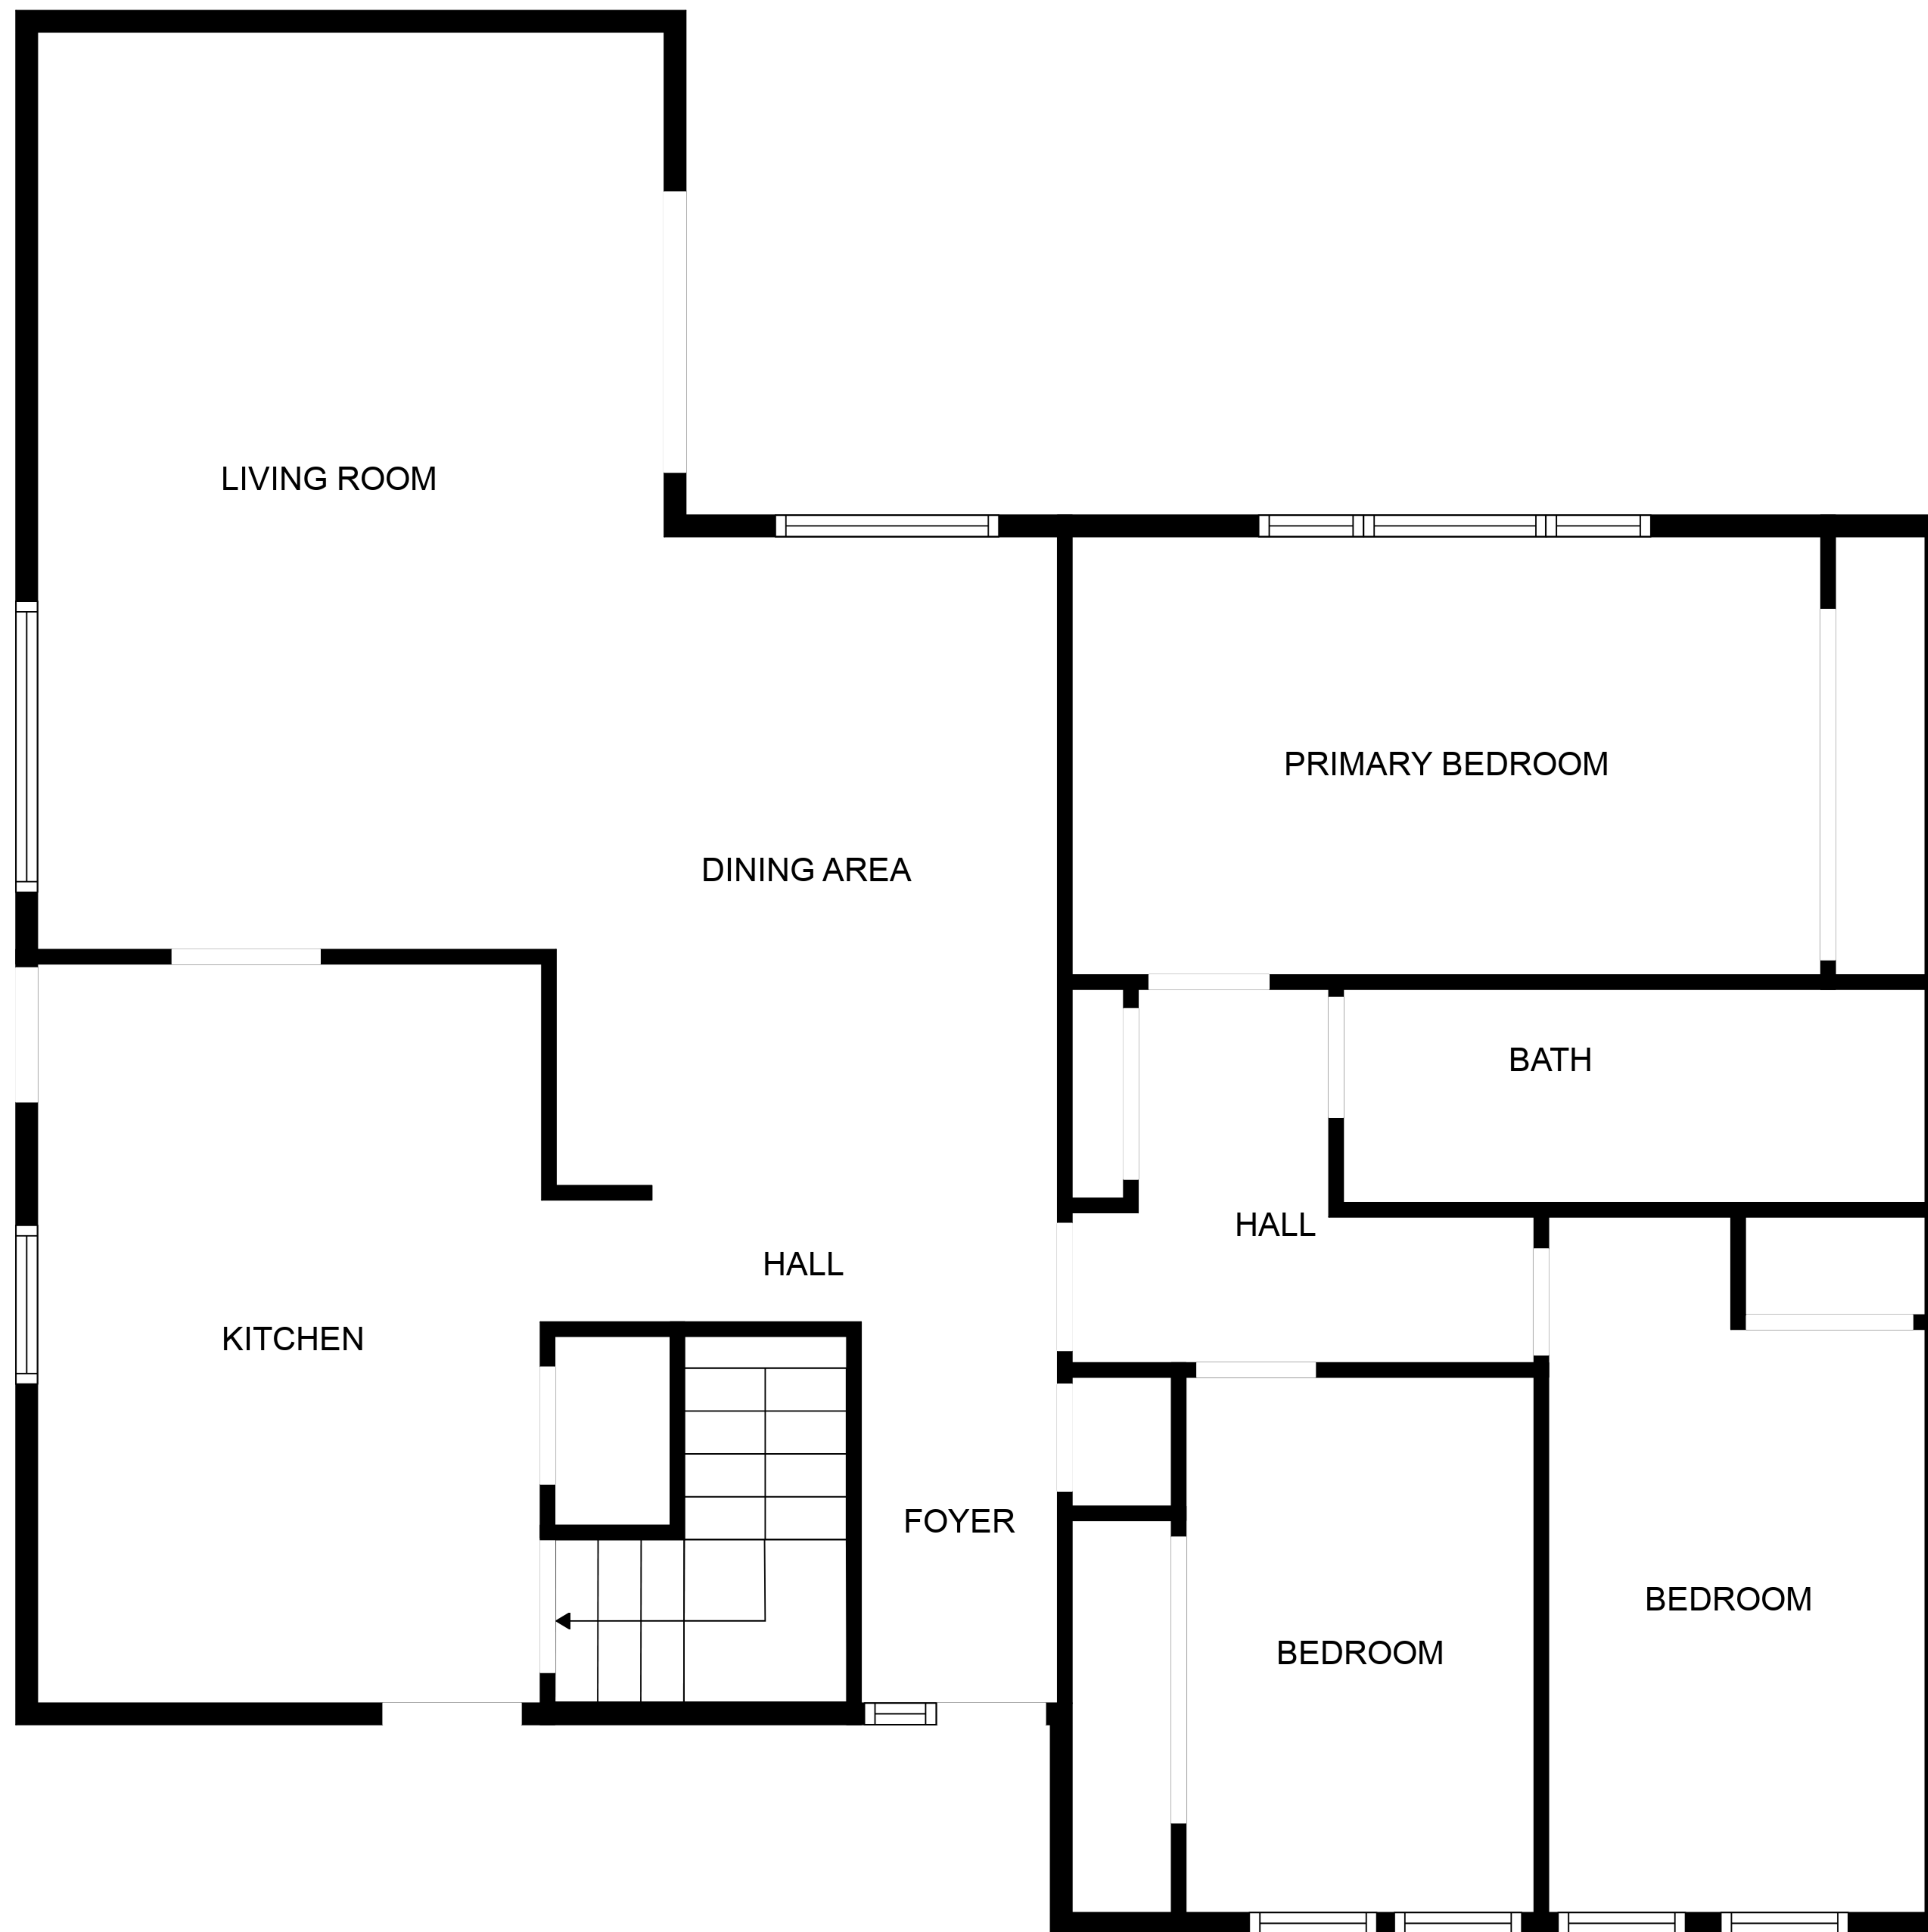 LIVING ROOM
PRIMARY BEDROOM
DINING AREA
BATH
HALL
HALL
KITCHEN
FOYER
BEDROOM
BEDROOM